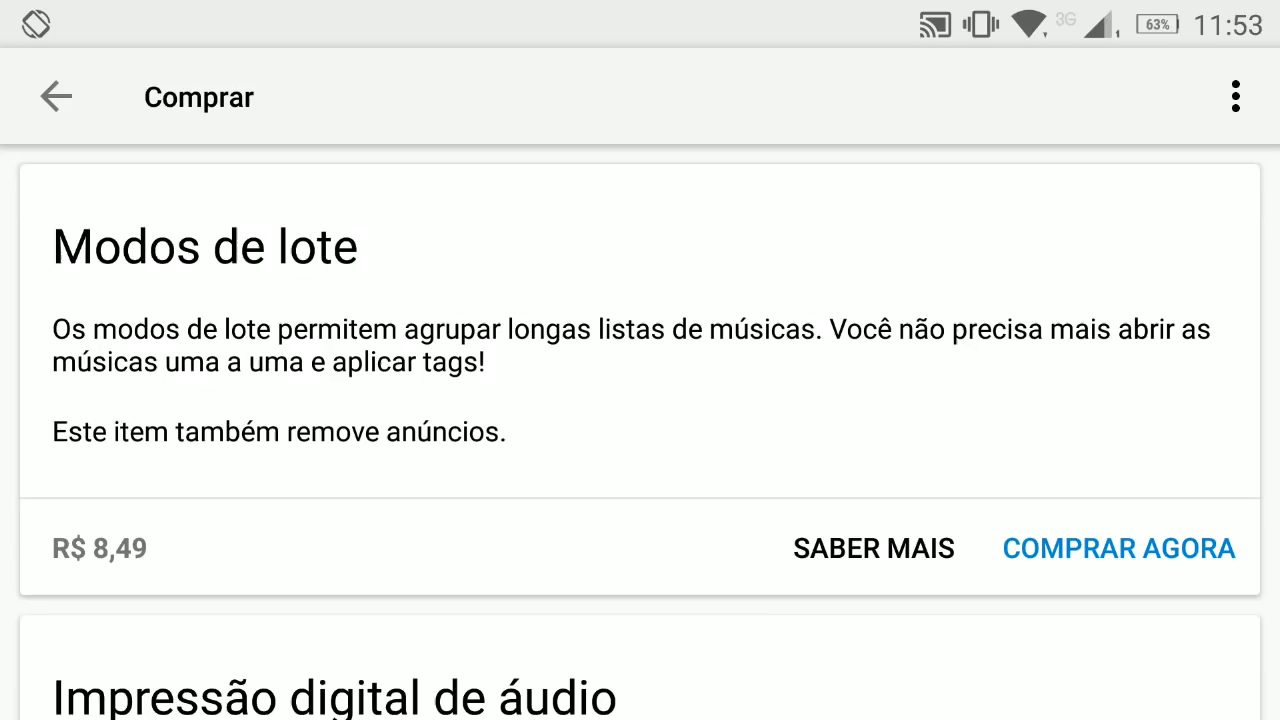 3G 63% 11:53
Comprar
Modos de lote
Os modos de lote permitem agrupar longas listas de músicas. Você não precisa mais abrir as
músicas uma a uma e aplicar tags!
Este item também remove anúncios.
R$ 8,49 SABER MAIS COMPRAR AGORA
Impressão digital de áudio